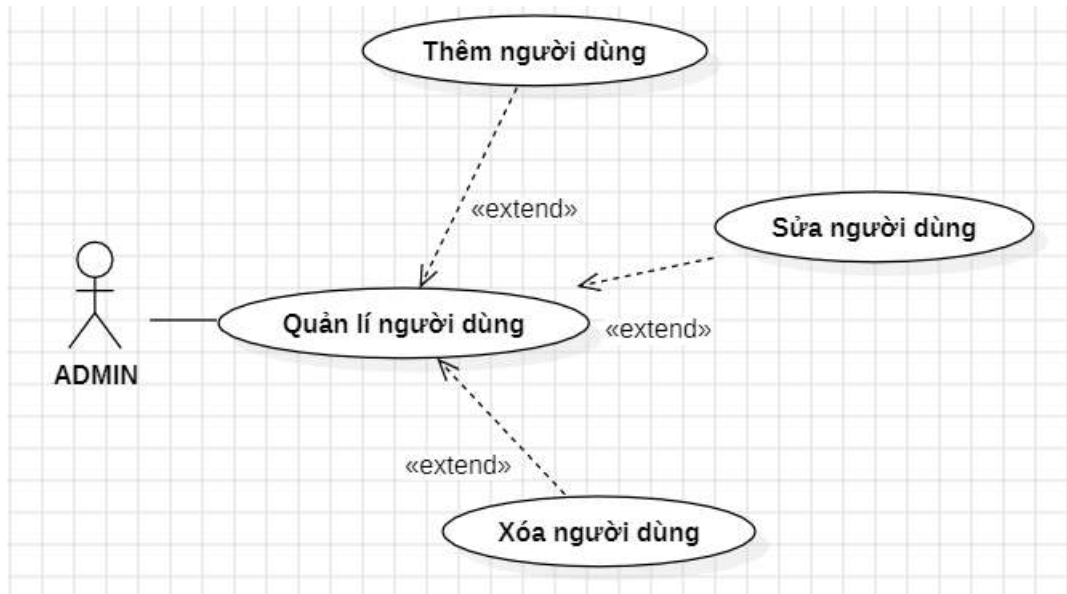 Thêm người dùng
«extend»
Sửa người dùng
Quản lí người dùng
«extend»
ADMIN
«extend»
Xóa người dùng